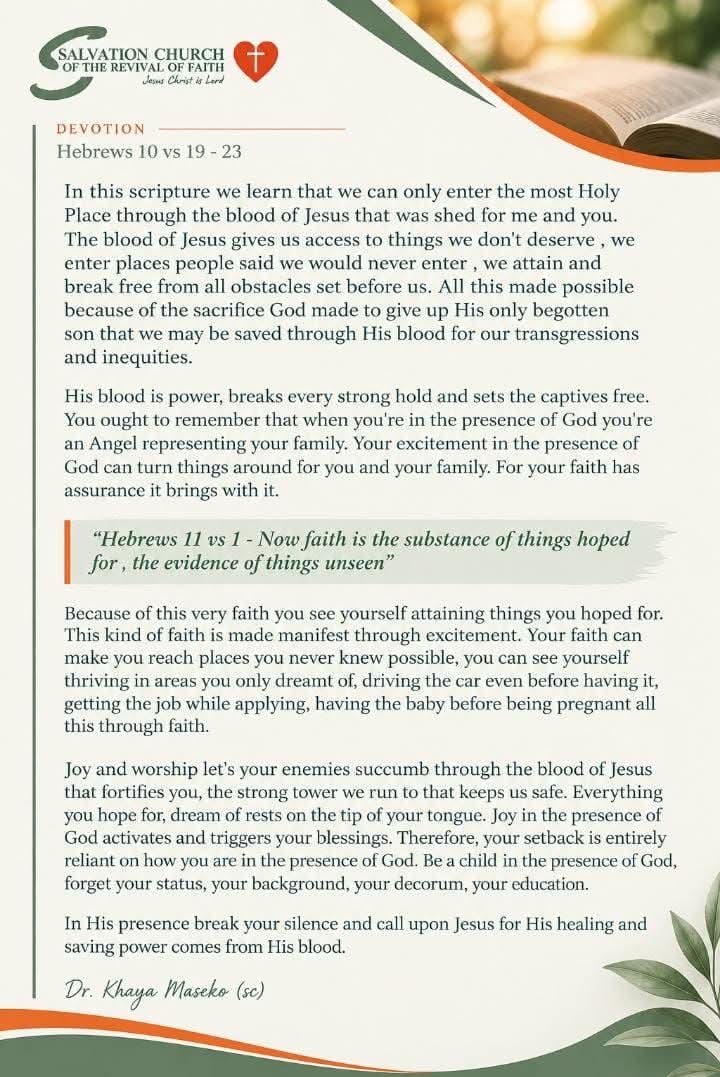 SALVATION CHURCH
OF THE REVIVAL OF FAITH
Jesus Christ is Lord
DEVOTION
Hebrews 10 vs 19 - 23
In this scripture we learn that we can only enter the most Holy
Place through the blood of Jesus that was shed for me and you.
The blood of Jesus gives us access to things we don't deserve , we
enter places people said we would never enter , we attain and
break free from all obstacles set before us. All this made possible
because of the sacrifice God made to give up His only begotten
son that we may be saved through His blood for our transgressions
and inequities.
His blood is power, breaks every strong hold and sets the captives free.
You ought to remember that when you're in the presence of God you're
an Angel representing your family. Your excitement in the presence of
God can turn things around for you and your family. For your faith has
assurance it brings with it.
“Hebrews 11 vs 1 - Now faith is the substance of things hoped
for , the evidence of things unseen”
Because of this very faith you see yourself attaining things you hoped for.
This kind of faith is made manifest through excitement. Your faith can
make you reach places you never knew possible, you can see yourself
thriving in areas you only dreamt of, driving the car even before having it,
getting the job while applying, having the baby before being pregnant all
this through faith.
Joy and worship let's your enemies succumb through the blood of Jesus
that fortifies you, the strong tower we run to that keeps us safe. Everything
you hope for, dream of rests on the tip of your tongue. Joy in the presence of
God activates and triggers your blessings. Therefore, your setback is entirely
reliant on how you are in the presence of God. Be a child in the presence of God,
forget your status, your background, your decorum, your education.
In His presence break your silence and call upon Jesus for His healing and
saving power comes from His blood.
Dr. Khaya Maseko (sc)